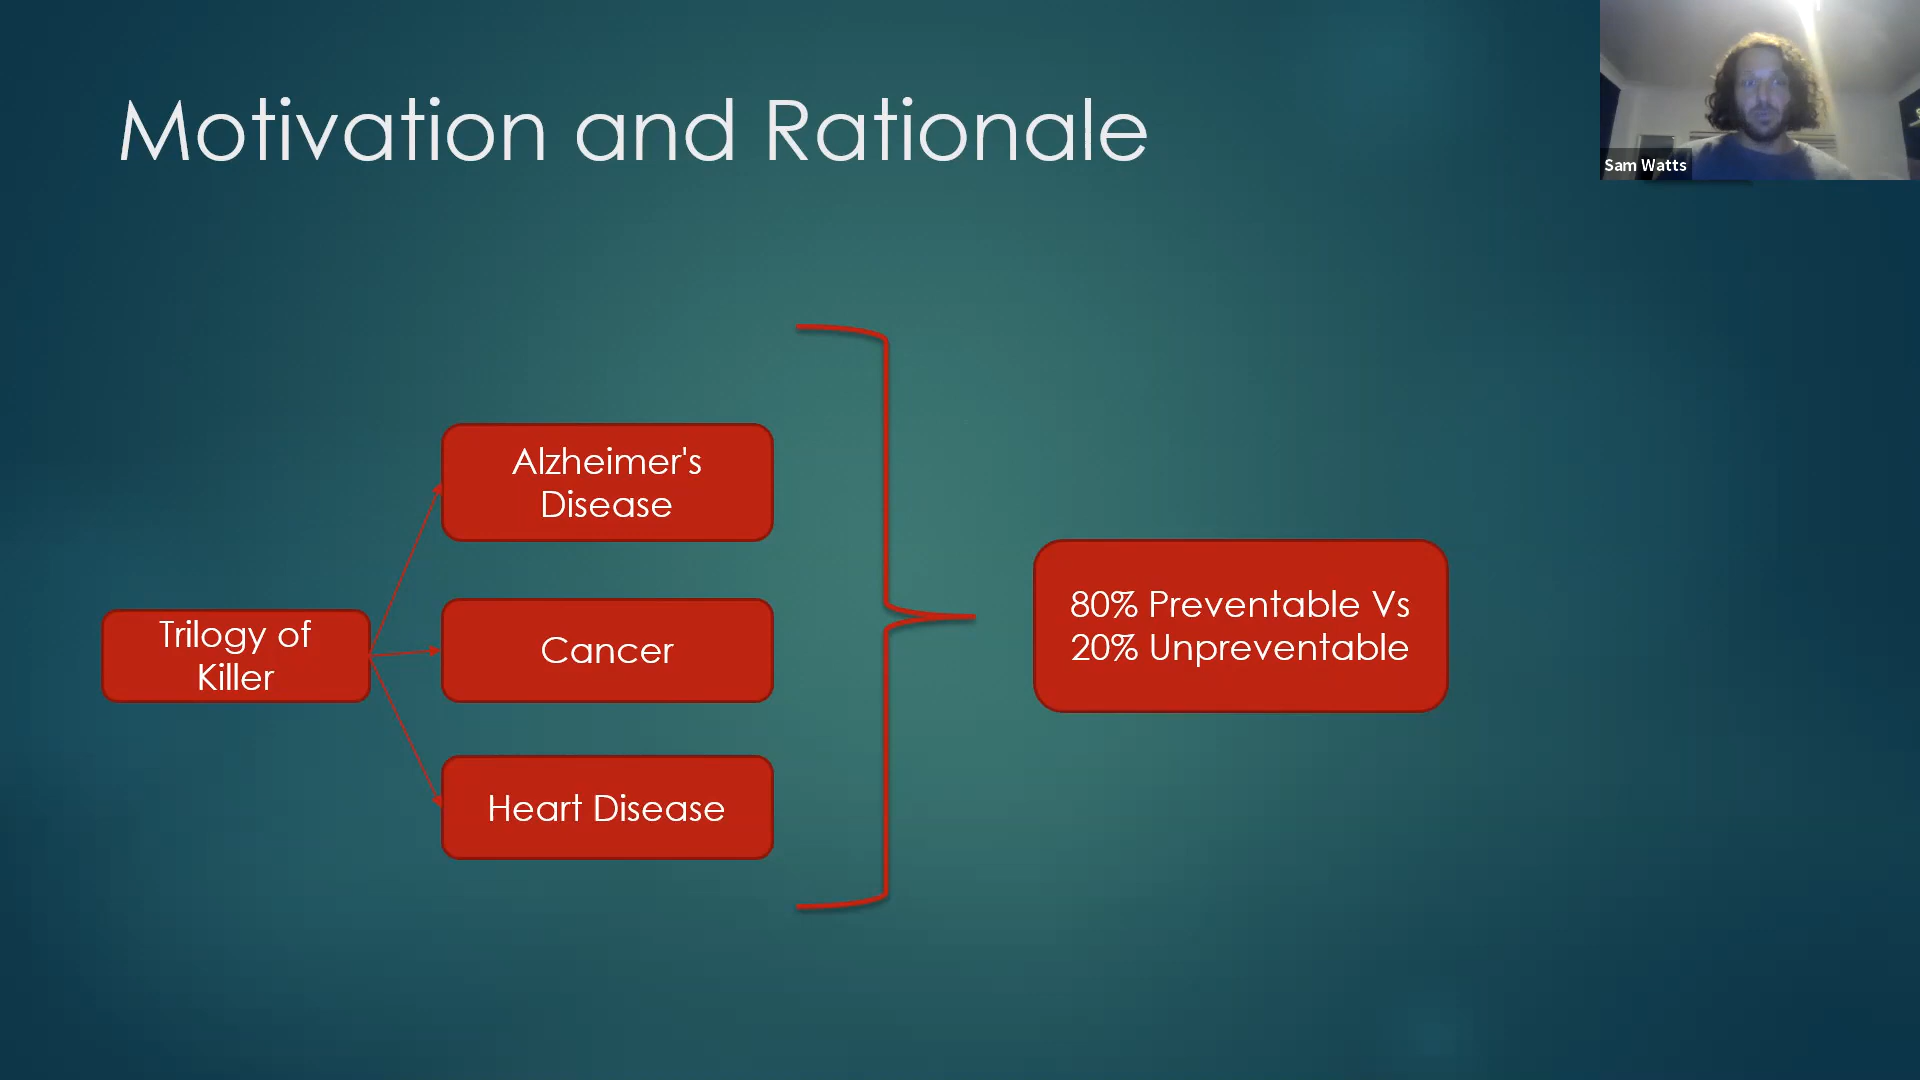 Motivation and Rationale
Sam Watts
Trilogy of
Killer
Alzheimer's
Disease
Cancer
Heart Disease
80% Preventable Vs
20% Unpreventable